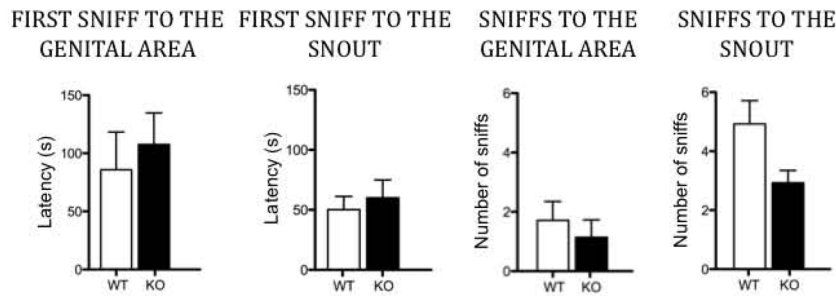 FIRST SNIFF TO THE
GENITAL AREA
150
100
50
0
Latency (s)
WT KO
FIRST SNIFF TO THE
SNOUT
150
100
50
0
Latency (s)
WT KO
SNIFFS TO THE
GENITAL AREA
6
4
2
0
Number of sniffs
WT KO
SNIFFS TO THE
SNOUT
6
4
2
0
Number of sniffs
WT KO